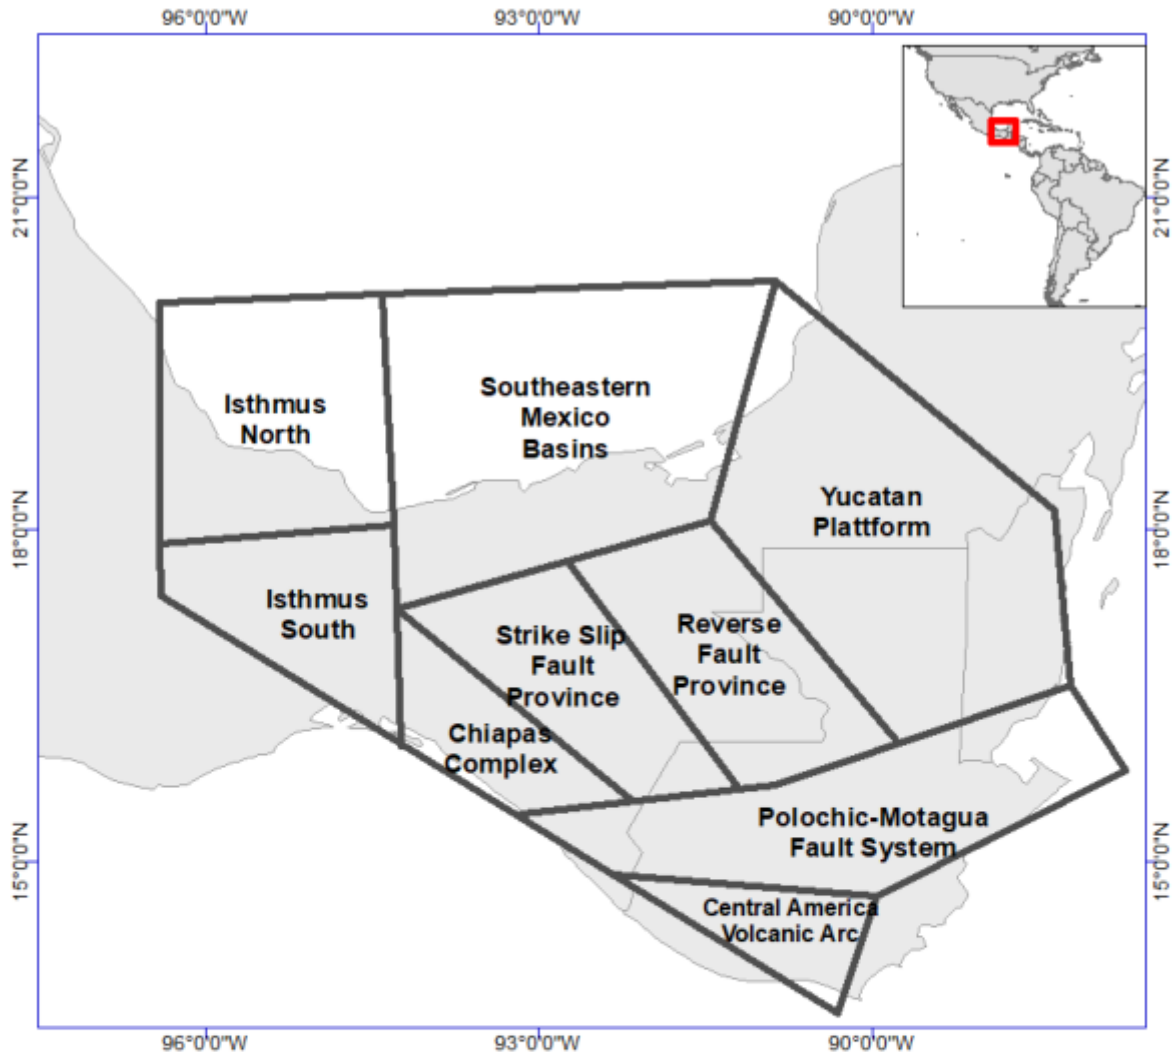 96°0'0"W 93°0'0"W 90°0'0"W
21°0'0"N
21°0'0"N
Isthmus
North
Southeastern
Mexico
Basins
Yucatan
Plattform
18°0'0"N
18°0'0"N
Isthmus
South
Strike Slip
Fault
Province
Reverse
Fault
Province
Chiapas
Complex
Polochic-Motagua
Fault System
15°0'0"N
15°0'0"N
Central America
Volcanic Arc
96°0'0"W 93°0'0"W 90°0'0"W